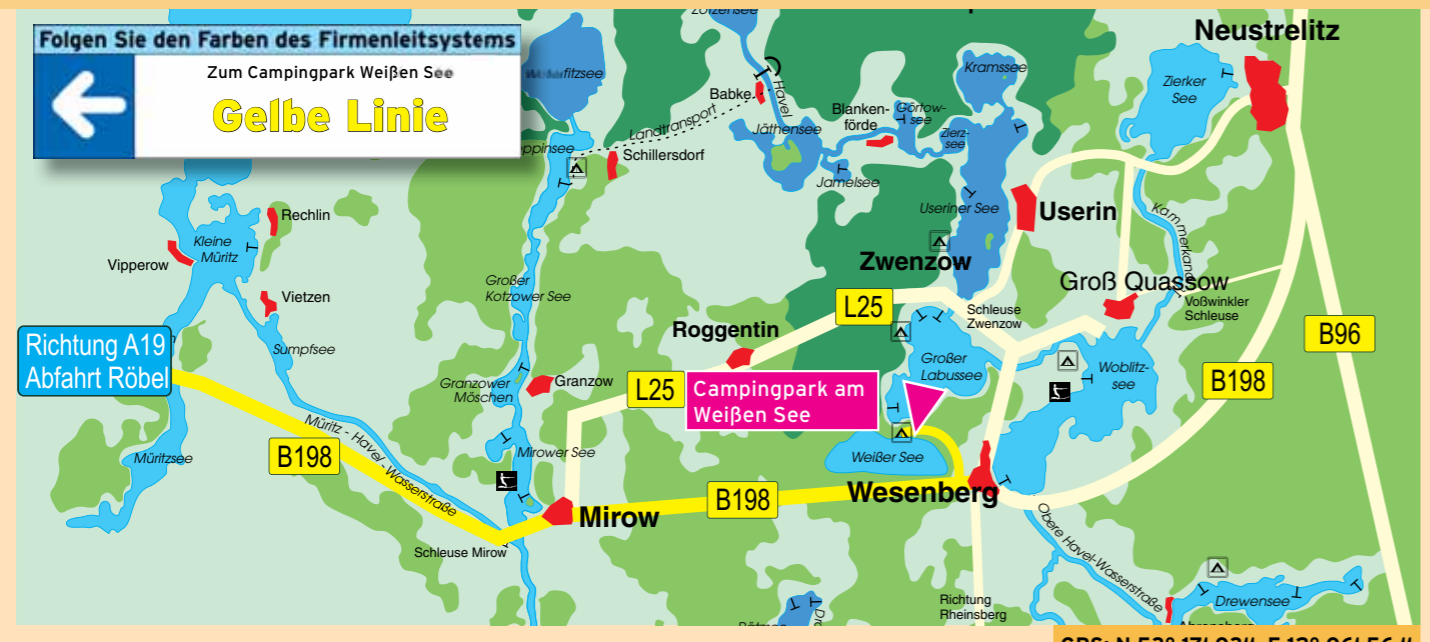 Folgen Sie den Farben des Firmenleitsystems
Zum Campingpark Weißen See
Gelbe Linie
Neustrelitz
Zierker
See
Kramssee
Babke
Havel
Landtransport
Jäthensee
Blanken-
förde
Görtow-
see
Zierz-
see
Jamelsee
Schillersdorf
Useriner See
Userin
Kammerkanal
Rechlin
Kleine
Müritz
Vipperow
Vietzen
Zwenzow
Groß Quassow
Voßwinkler
Schleuse
Großer
Kotzower See
L25
Schleuse
Zwenzow
Roggentin
B96
Richtung A19
Abfahrt Röbel
Sumpfsee
Großer
Labussee
Woblitz-
see
B198
Granzower
Möschen
Granzow
L25
Campingpark am
Weißen See
Müritz - Havel -Wasserstraße
Müritzsee
B198
Mirower See
Weißer See
Wesenberg
B198
Mirow
Schleuse Mirow
Obere Havel-Wasserstraße
Richtung
Rheinsberg
Drewensee